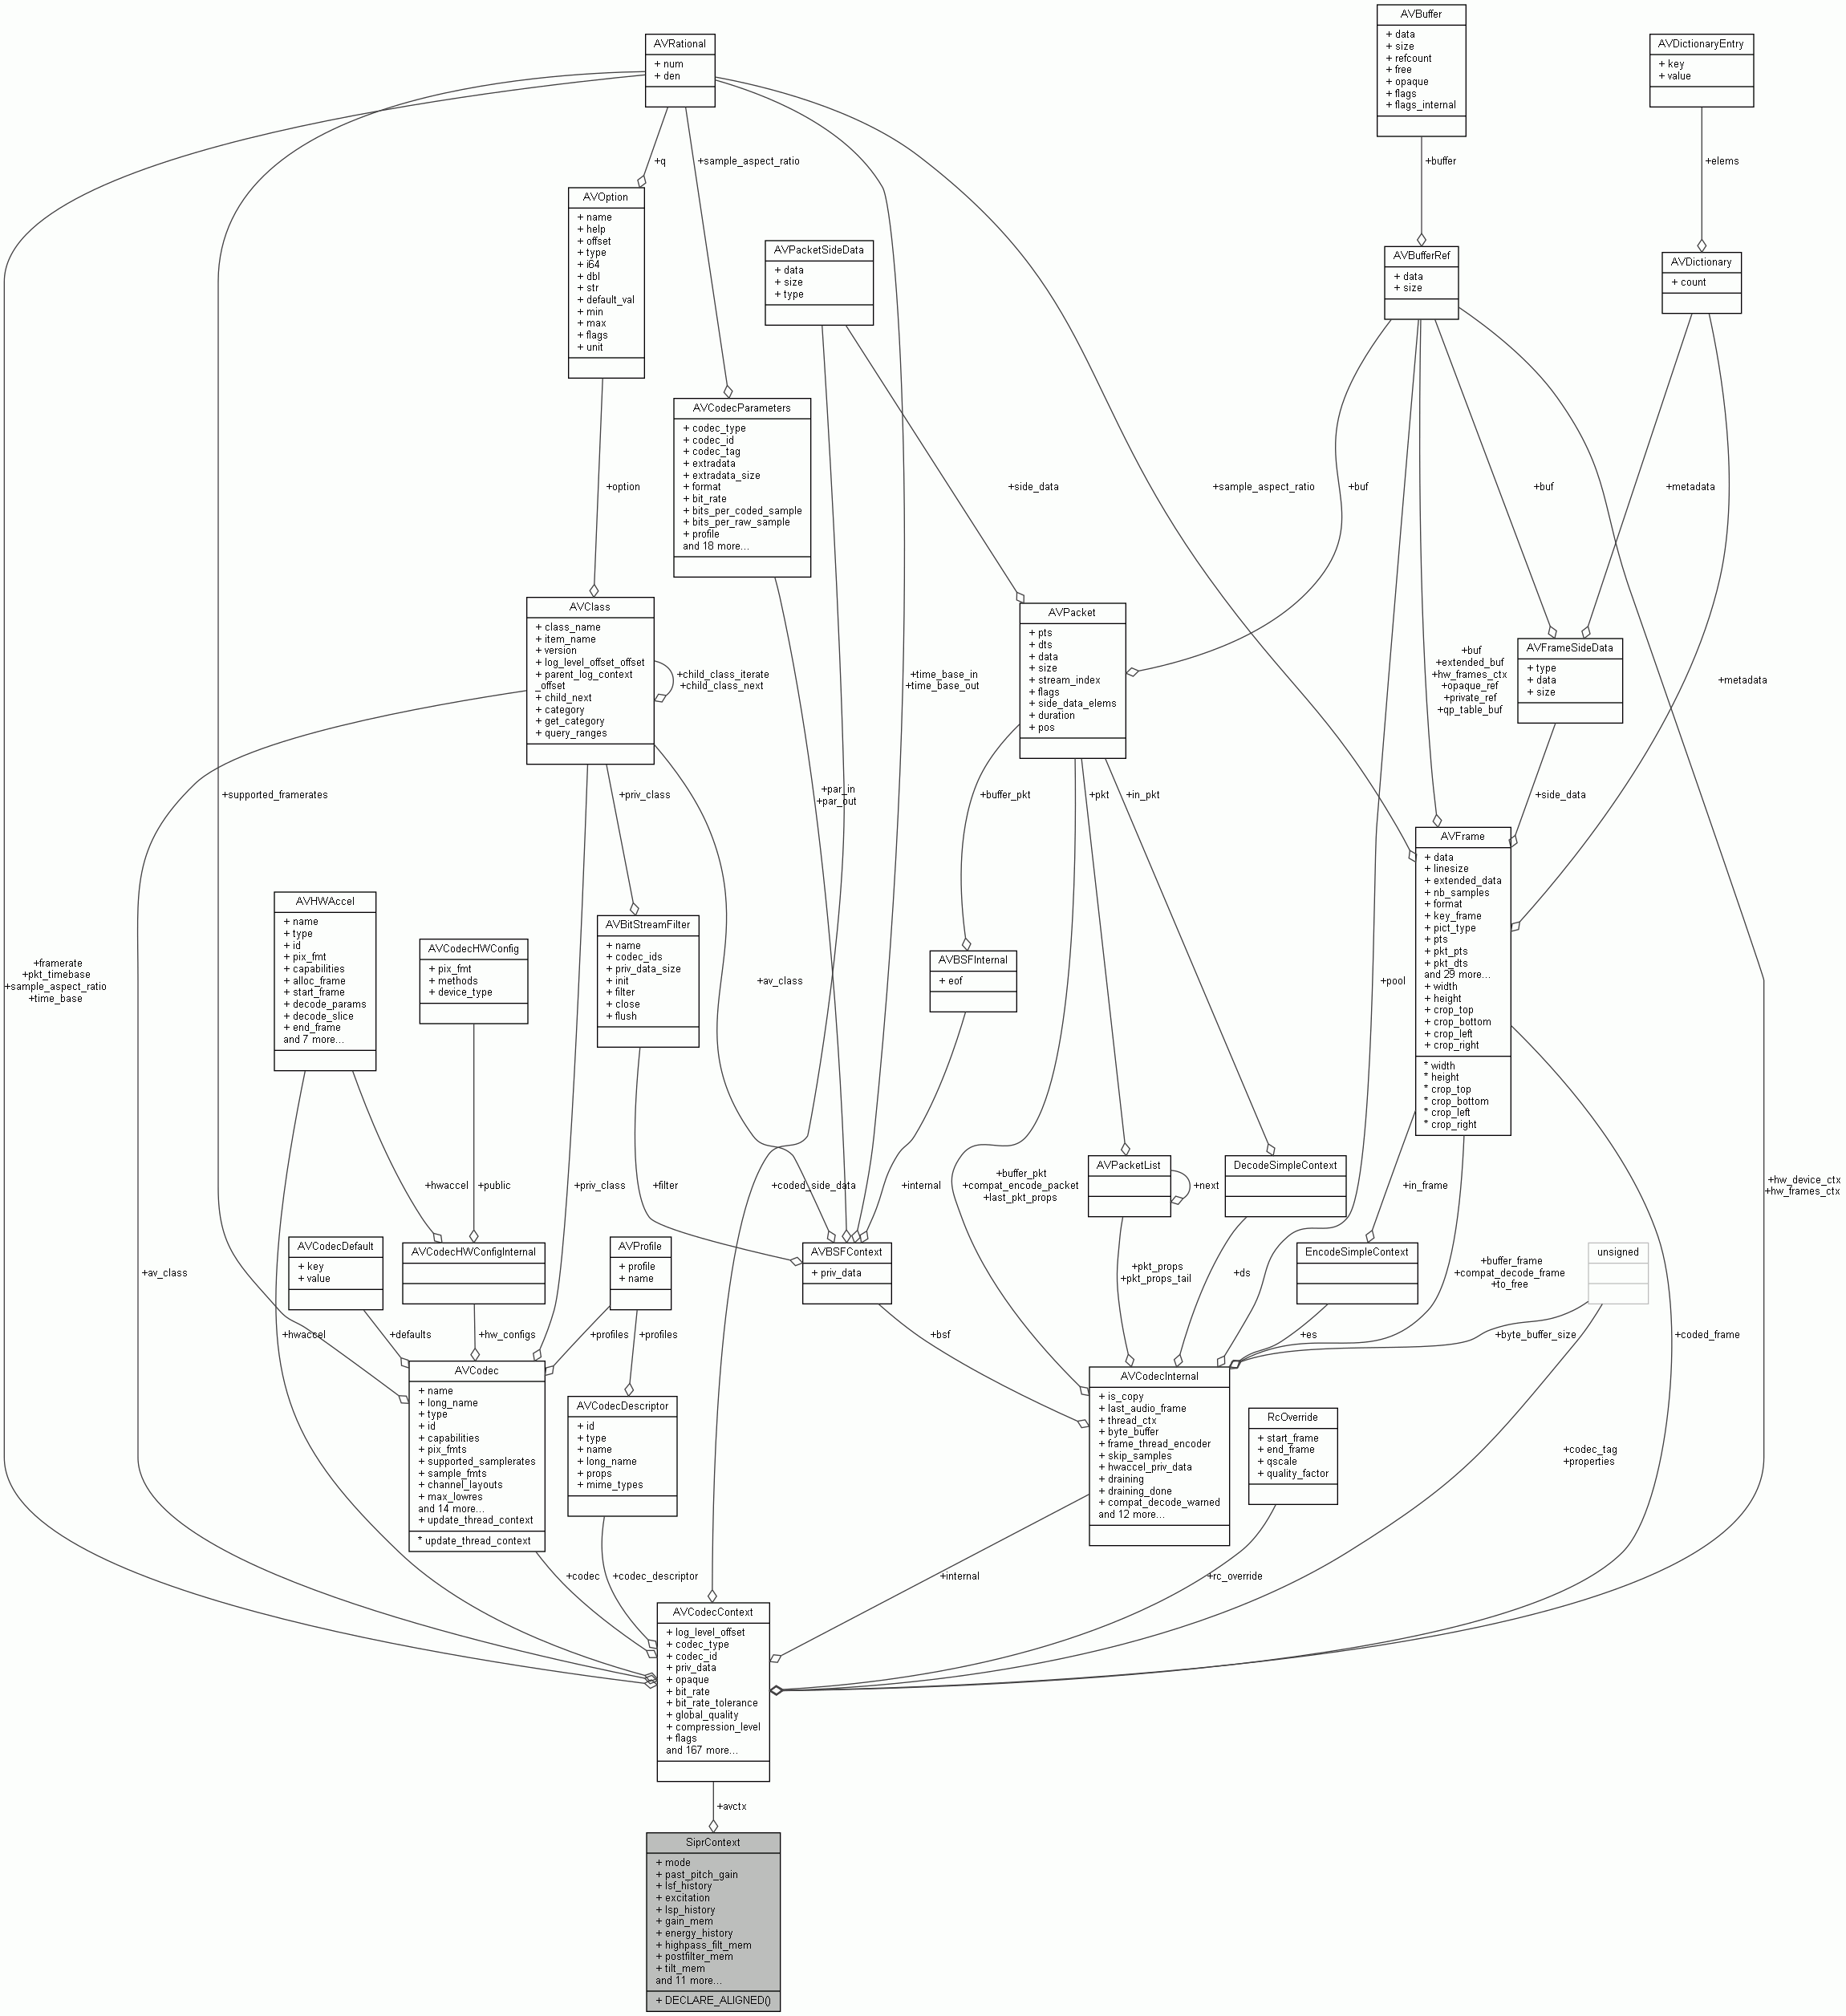 AVBuffer
+ data
+ size
+ refcount
+ free
+ opaque
+ flags
+ flags_internal
AVRational
+ num
+ den
AVDictionaryEntry
+ key
+ value
+q
+sample_aspect_ratio
+buffer
+elems
AVOption
+ name
+ help
+ offset
+ type
+ i64
+ dbl
+ str
+ default_val
+ min
+ max
+ flags
+ unit
AVPacketSideData
+ data
+ size
+ type
AVBufferRef
+ data
+ size
AVDictionary
+ count
AVCodecParameters
+ codec_type
+ codec_id
+ codec_tag
+ extradata
+ extradata_size
+ format
+ bit_rate
+ bits_per_coded_sample
+ bits_per_raw_sample
+ profile
and 18 more...
+option
+side_data
+sample_aspect_ratio
+buf
+buf
+metadata
AVClass
+ class_name
+ item_name
+ version
+ log_level_offset_offset
+ parent_log_context
_offset
+ child_next
+ category
+ get_category
+ query_ranges
+child_class_iterate
+child_class_next
+time_base_in
+time_base_out
AVPacket
+ pts
+ dts
+ data
+ size
+ stream_index
+ flags
+ side_data_elems
+ duration
+ pos
+buf
+extended_buf
+hw_frames_ctx
+opaque_ref
+private_ref
+qp_table_buf
AVFrameSideData
+ type
+ data
+ size
+metadata
+supported_framerates
+priv_class
+par_in
+par_out
+buffer_pkt
+pkt
+in_pkt
+side_data
AVFrame
+ data
+ linesize
+ extended_data
+ nb_samples
+ format
+ key_frame
+ pict_type
+ pts
+ pkt_pts
+ pkt_dts
and 29 more...
+ width
+ height
+ crop_top
+ crop_bottom
+ crop_left
+ crop_right
* width
* height
* crop_top
* crop_bottom
* crop_left
* crop_right
+framerate
+pkt_timebase
+sample_aspect_ratio
+time_base
AVHWAccel
+ name
+ type
+ id
+ pix_fmt
+ capabilities
+ alloc_frame
+ start_frame
+ decode_params
+ decode_slice
+ end_frame
and 7 more...
AVCodecHWConfig
+ pix_fmt
+ methods
+ device_type
AVBitStreamFilter
+ name
+ codec_ids
+ priv_data_size
+ init
+ filter
+ close
+ flush
+av_class
AVBSFInternal
+ eof
+pool
+hwaccel
+public
+priv_class
+filter
+coded_side_data
+internal
+buffer_pkt
+compat_encode_packet
+last_pkt_props
AVPacketList
+next
DecodeSimpleContext
+in_frame
+hw_device_ctx
+hw_frames_ctx
+av_class
AVCodecDefault
+ key
+ value
AVCodecHWConfigInternal
AVProfile
+ profile
+ name
AVBSFContext
+ priv_data
+pkt_props
+pkt_props_tail
+ds
EncodeSimpleContext
+buffer_frame
+compat_decode_frame
+to_free
unsigned
+hwaccel
+defaults
+hw_configs
+profiles
+profiles
+bsf
+es
+byte_buffer_size
+coded_frame
AVCodec
+ name
+ long_name
+ type
+ id
+ capabilities
+ pix_fmts
+ supported_samplerates
+ sample_fmts
+ channel_layouts
+ max_lowres
and 14 more...
+ update_thread_context
* update_thread_context
AVCodecDescriptor
+ id
+ type
+ name
+ long_name
+ props
+ mime_types
AVCodecInternal
+ is_copy
+ last_audio_frame
+ thread_ctx
+ byte_buffer
+ frame_thread_encoder
+ skip_samples
+ hwaccel_priv_data
+ draining
+ draining_done
+ compat_decode_warned
and 12 more...
RcOverride
+ start_frame
+ end_frame
+ qscale
+ quality_factor
+codec_tag
+properties
+codec
+codec_descriptor
+internal
+rc_override
AVCodecContext
+ log_level_offset
+ codec_type
+ codec_id
+ priv_data
+ opaque
+ bit_rate
+ bit_rate_tolerance
+ global_quality
+ compression_level
+ flags
and 167 more...
+avctx
SiprContext
+ mode
+ past_pitch_gain
+ lsf_history
+ excitation
+ lsp_history
+ gain_mem
+ energy_history
+ highpass_filt_mem
+ postfilter_mem
+ tilt_mem
and 11 more...
+ DECLARE_ALIGNED()